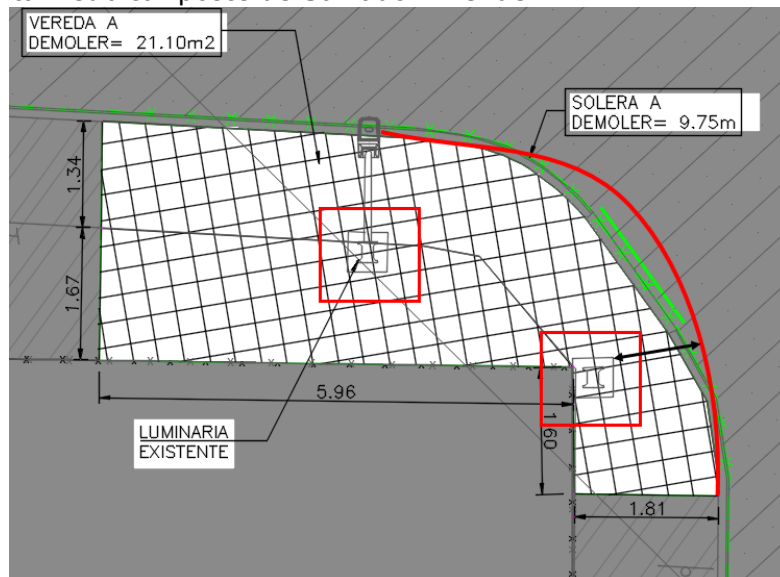 VEREDA A
DEMOLER= 21.10m2
SOLERA A
DEMOLER= 9.75m
1.34
1.67
5.96
LUMINARIA
EXISTENTE
1.60
1.81